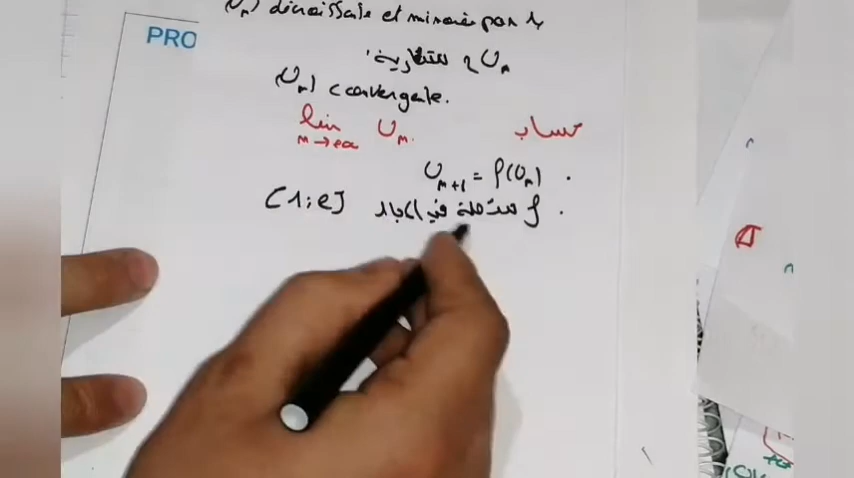 (Uₙ) décroissante et minorée par 1
PRO
Uₙ متقاربة.
(Uₙ) convergente.
lim Uₙ حساب
n→+∞
Uₙ₊₁ = f(Uₙ) .
. f متصلة في المجال [1;e]